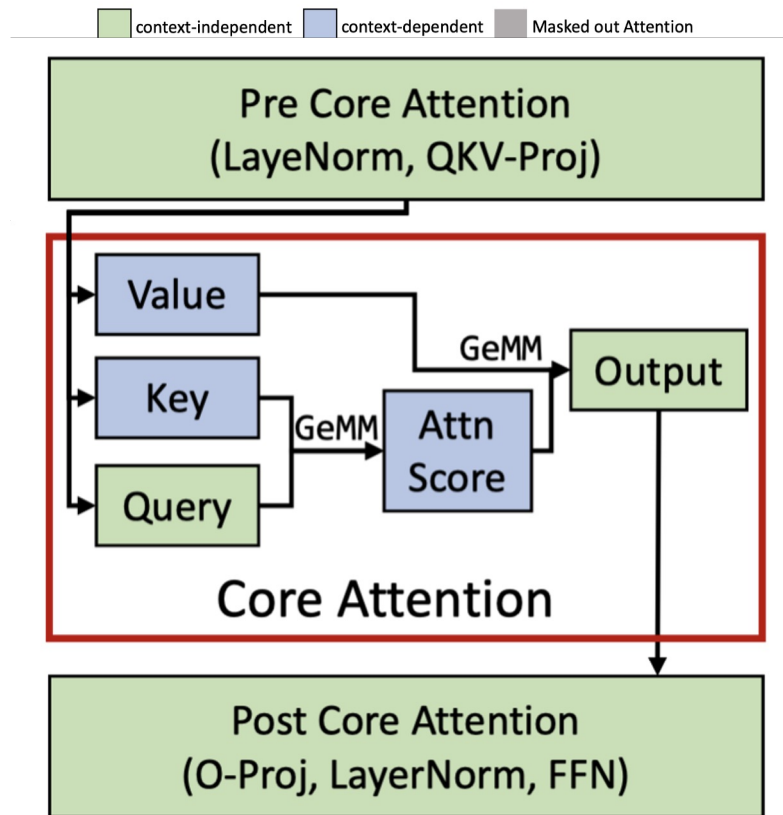 context-independent context-dependent Masked out Attention
Pre Core Attention
(LayeNorm, QKV-Proj)
Value
GeMM
Output
Key
GeMM
Attn
Score
Query
Core Attention
Post Core Attention
(O-Proj, LayerNorm, FFN)